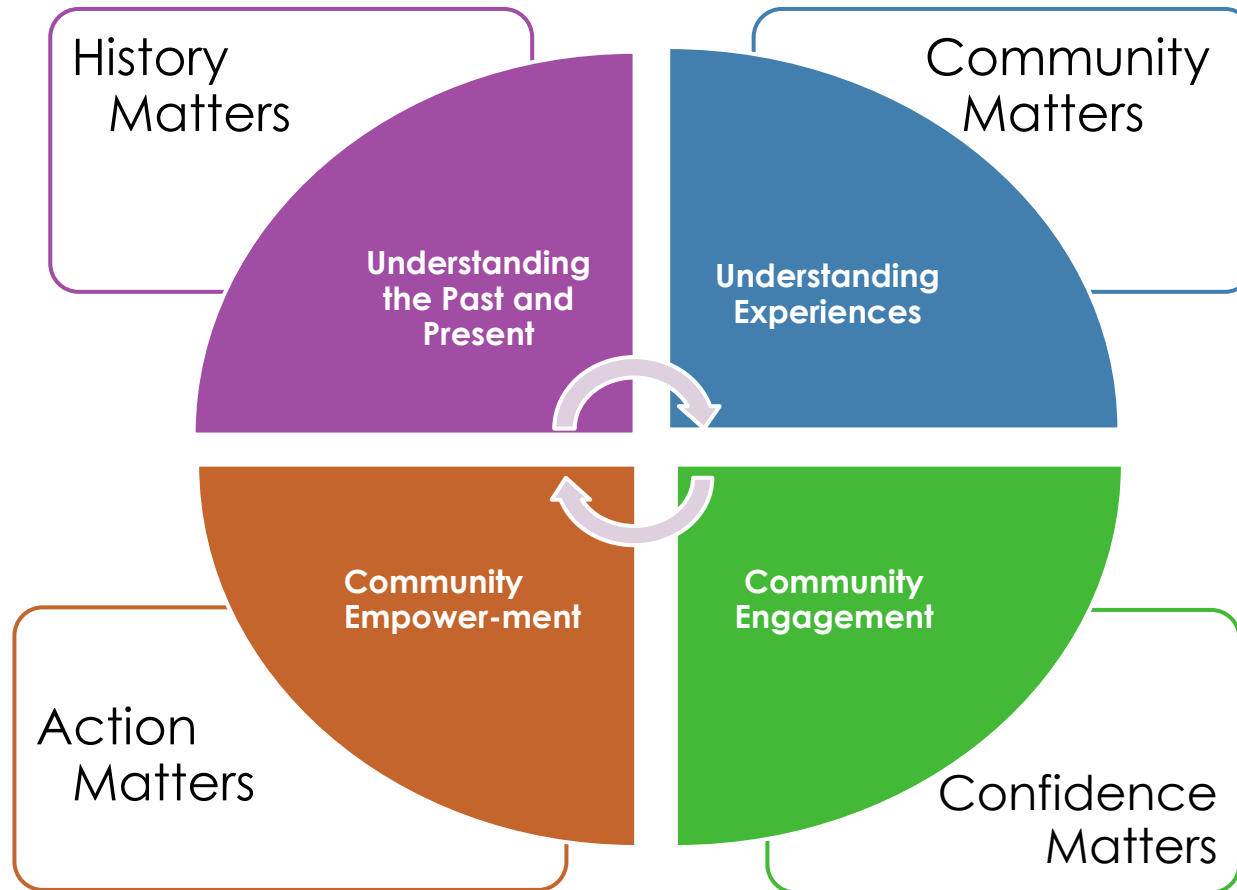 History
Matters
Community
Matters
Understanding
the Past and
Present
Understanding
Experiences
Community
Empower-ment
Community
Engagement
Action
Matters
Confidence
Matters